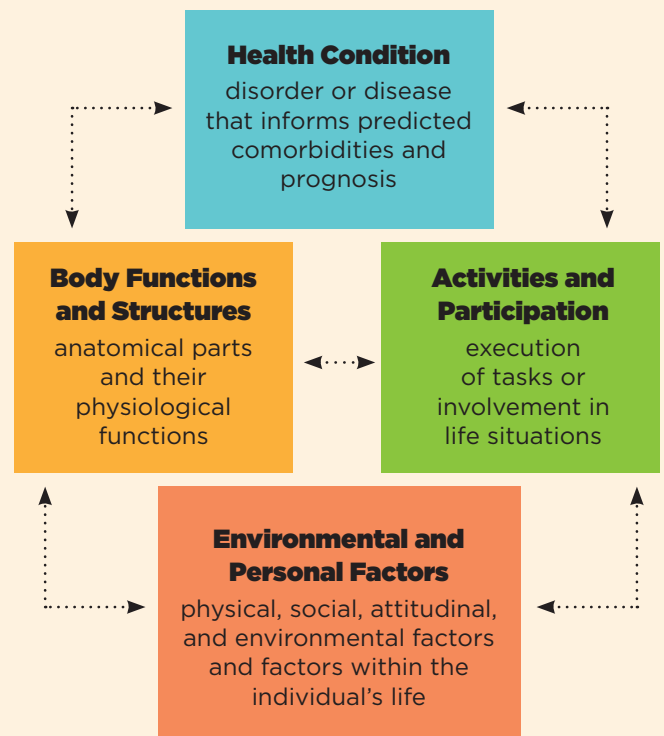 Health Condition
disorder or disease
that informs predicted
comorbidities and
prognosis
Body Functions
and Structures
anatomical parts
and their
physiological
functions
Activities and
Participation
execution
of tasks or
involvement in
life situations
Environmental and
Personal Factors
physical, social, attitudinal,
and environmental factors
and factors within the
individual’s life